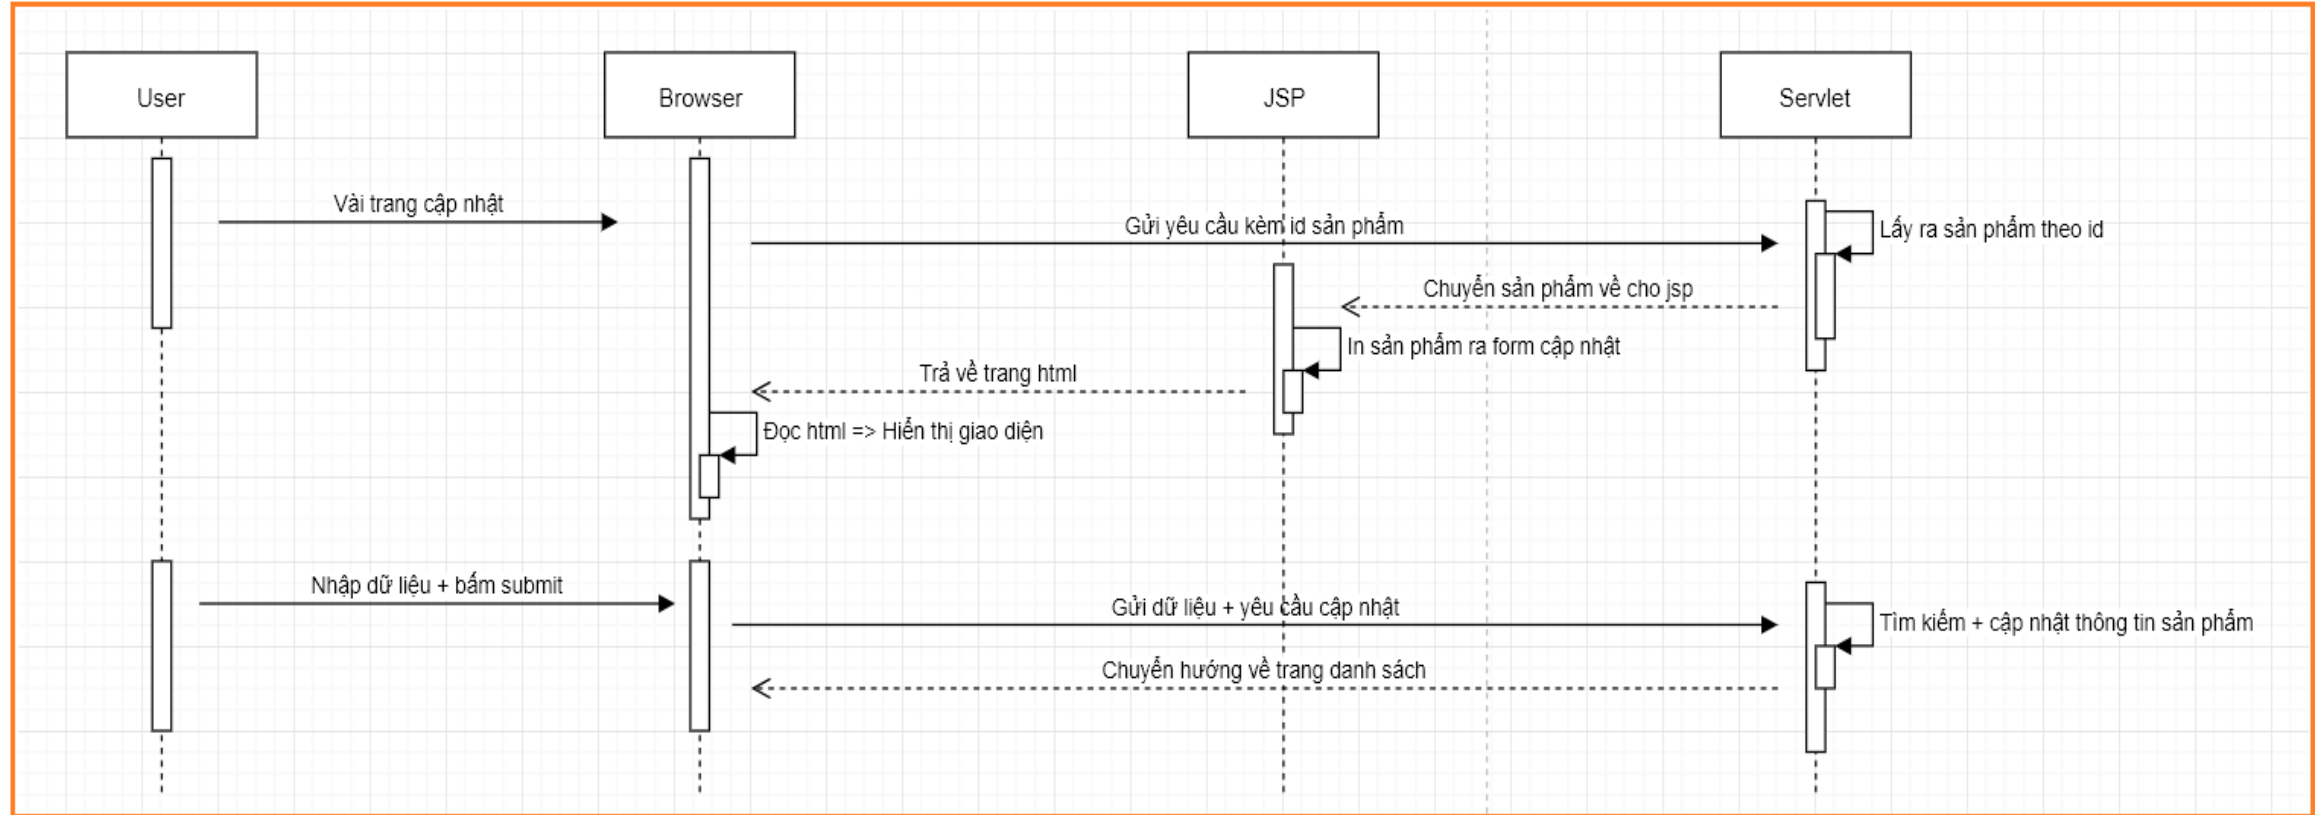 User
Browser
JSP
Servlet
Vài trang cập nhật
Gửi yêu cầu kèm id sản phẩm
Lấy ra sản phẩm theo id
Chuyển sản phẩm về cho jsp
In sản phẩm ra form cập nhật
Trả về trang html
Đọc html => Hiển thị giao diện
Nhập dữ liệu + bấm submit
Gửi dữ liệu + yêu cầu cập nhật
Tìm kiếm + cập nhật thông tin sản phẩm
Chuyển hướng về trang danh sách